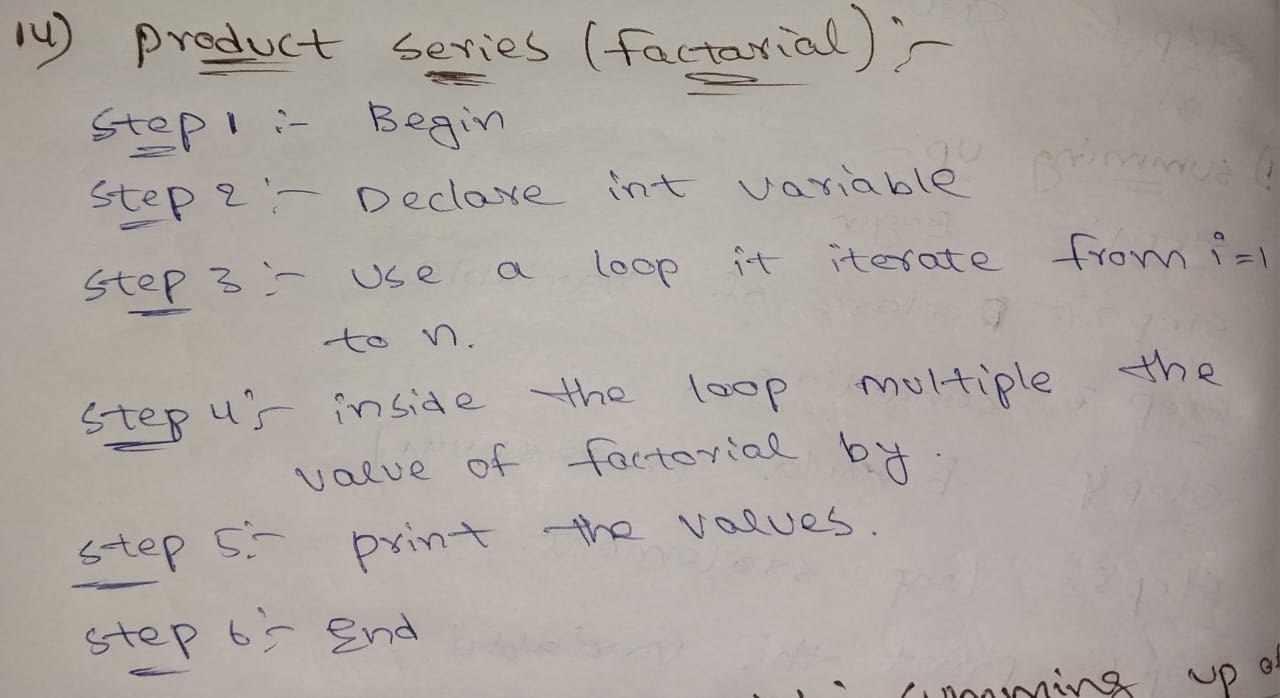 14) product series (factarial) :-
step 1 :- Begin
step 2 :- Declare int variable
step 3 :- use a loop it iterate from i=1
to n.
step 4 :- inside the loop multiple the
value of factorial by.
step 5 :- print the values.
step 6 :- End
summing up of